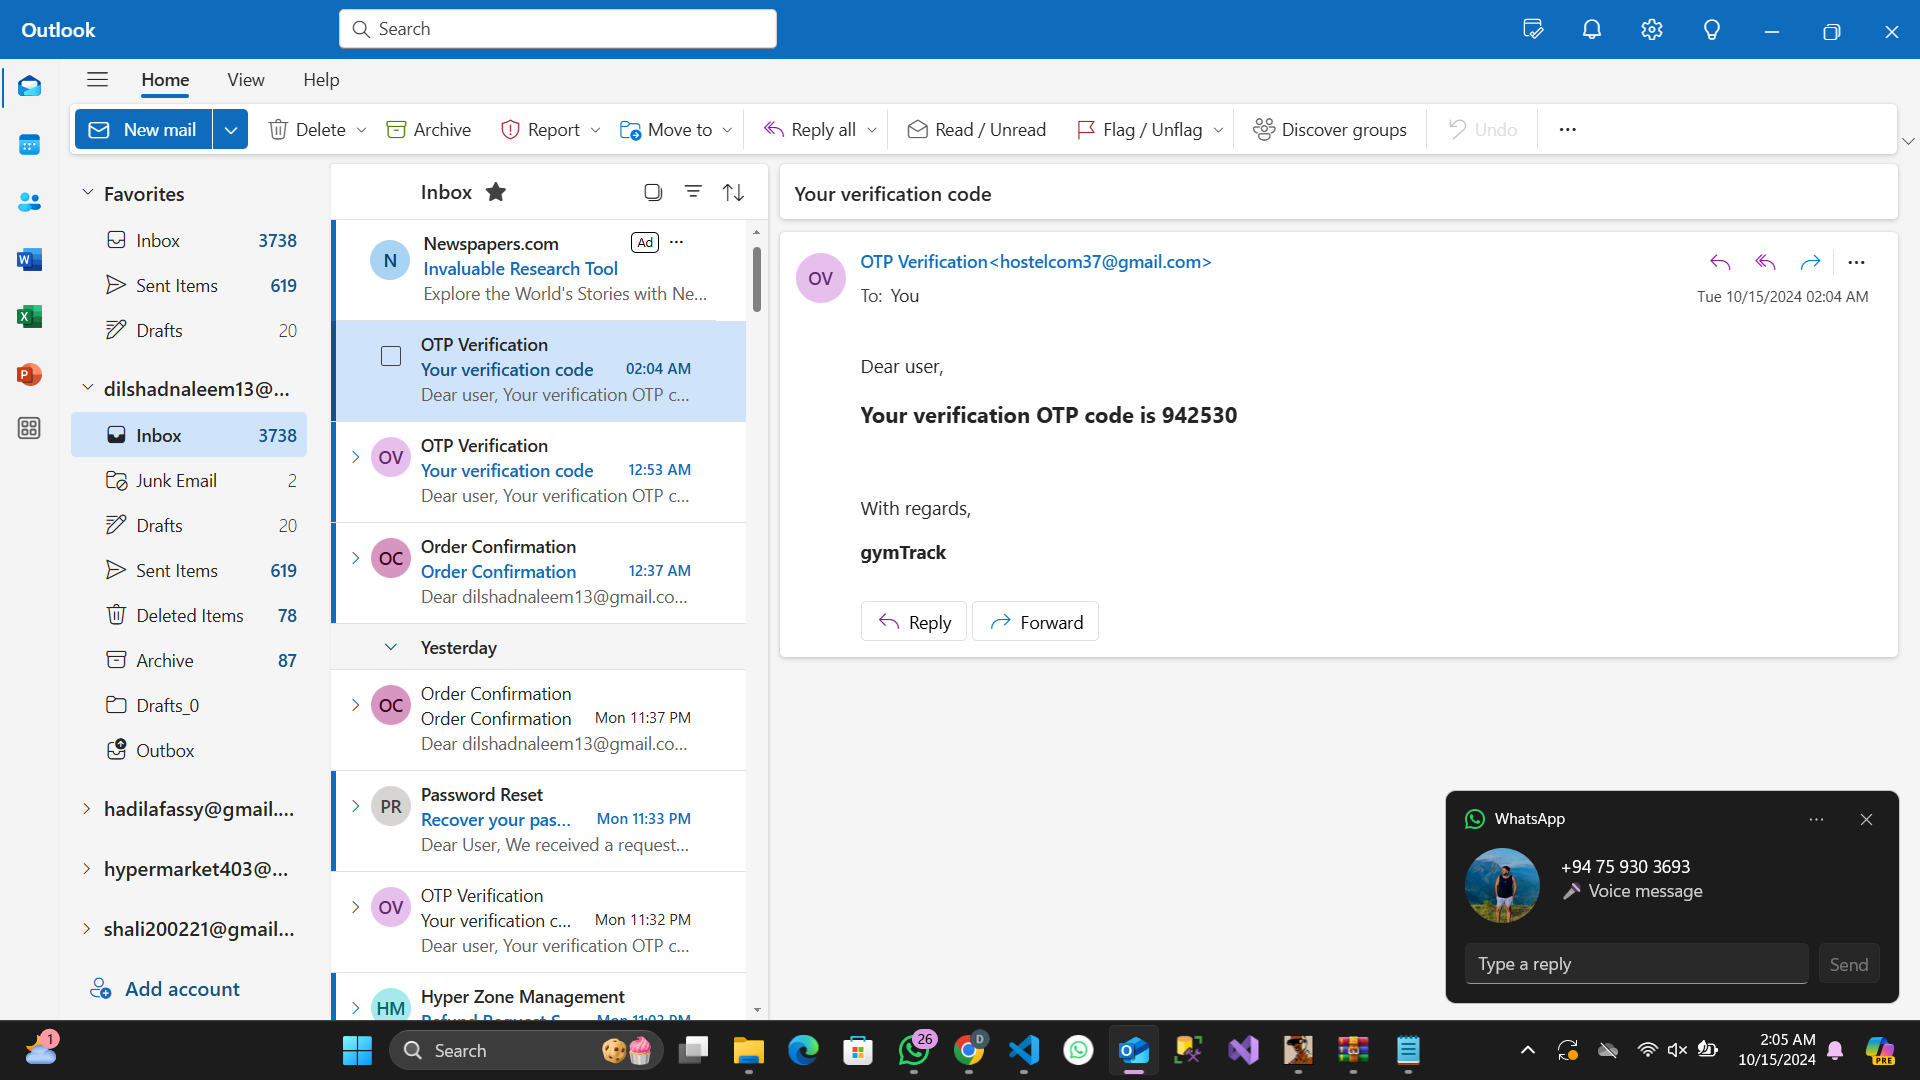 Outlook
Search
Home
View
Help
New mail
Delete
Archive
Report
Move to
Reply all
Read / Unread
Flag / Unflag
Discover groups
Undo
Favorites
Inbox 3738
Sent Items 619
Drafts 20
dilshadnaleem13@...
Inbox 3738
Junk Email 2
Drafts 20
Sent Items 619
Deleted Items 78
Archive 87
Drafts_0
Outbox
hadilafassy@gmail....
hypermarket403@...
shali200221@gmail...
Add account
Inbox
N
Newspapers.com Ad
Invaluable Research Tool
Explore the World's Stories with Ne...
OTP Verification
Your verification code 02:04 AM
Dear user, Your verification OTP c...
OV
OTP Verification
Your verification code 12:53 AM
Dear user, Your verification OTP c...
OC
Order Confirmation
Order Confirmation 12:37 AM
Dear dilshadnaleem13@gmail.co...
Yesterday
OC
Order Confirmation
Order Confirmation Mon 11:37 PM
Dear dilshadnaleem13@gmail.co...
PR
Password Reset
Recover your pas... Mon 11:33 PM
Dear User, We received a request...
OV
OTP Verification
Your verification c... Mon 11:32 PM
Dear user, Your verification OTP c...
HM
Hyper Zone Management
Refund Request S... Mon 11:03 PM
Your verification code
OV
OTP Verification<hostelcom37@gmail.com>
To: You
Tue 10/15/2024 02:04 AM
Dear user,
Your verification OTP code is 942530
With regards,
gymTrack
Reply
Forward
WhatsApp
+94 75 930 3693
Voice message
Type a reply
Send
1
Search
26
D
2:05 AM
10/15/2024
PRE